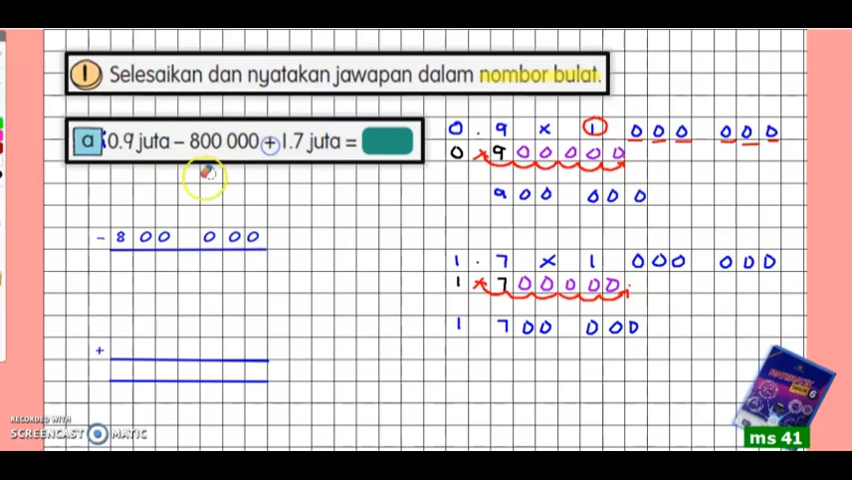 1 Selesaikan dan nyatakan jawapan dalam nombor bulat.
a 0.9 juta – 800 000 + 1.7 juta =
0 . 9 × 1 000 000
0 9 0 0 0 0 0
900 000
– 800 000
1 . 7 × 1 000 000
1 7 0 0 0 0 0
1 700 000
+
RECORDED WITH
SCREENCAST MATIC
ms 41